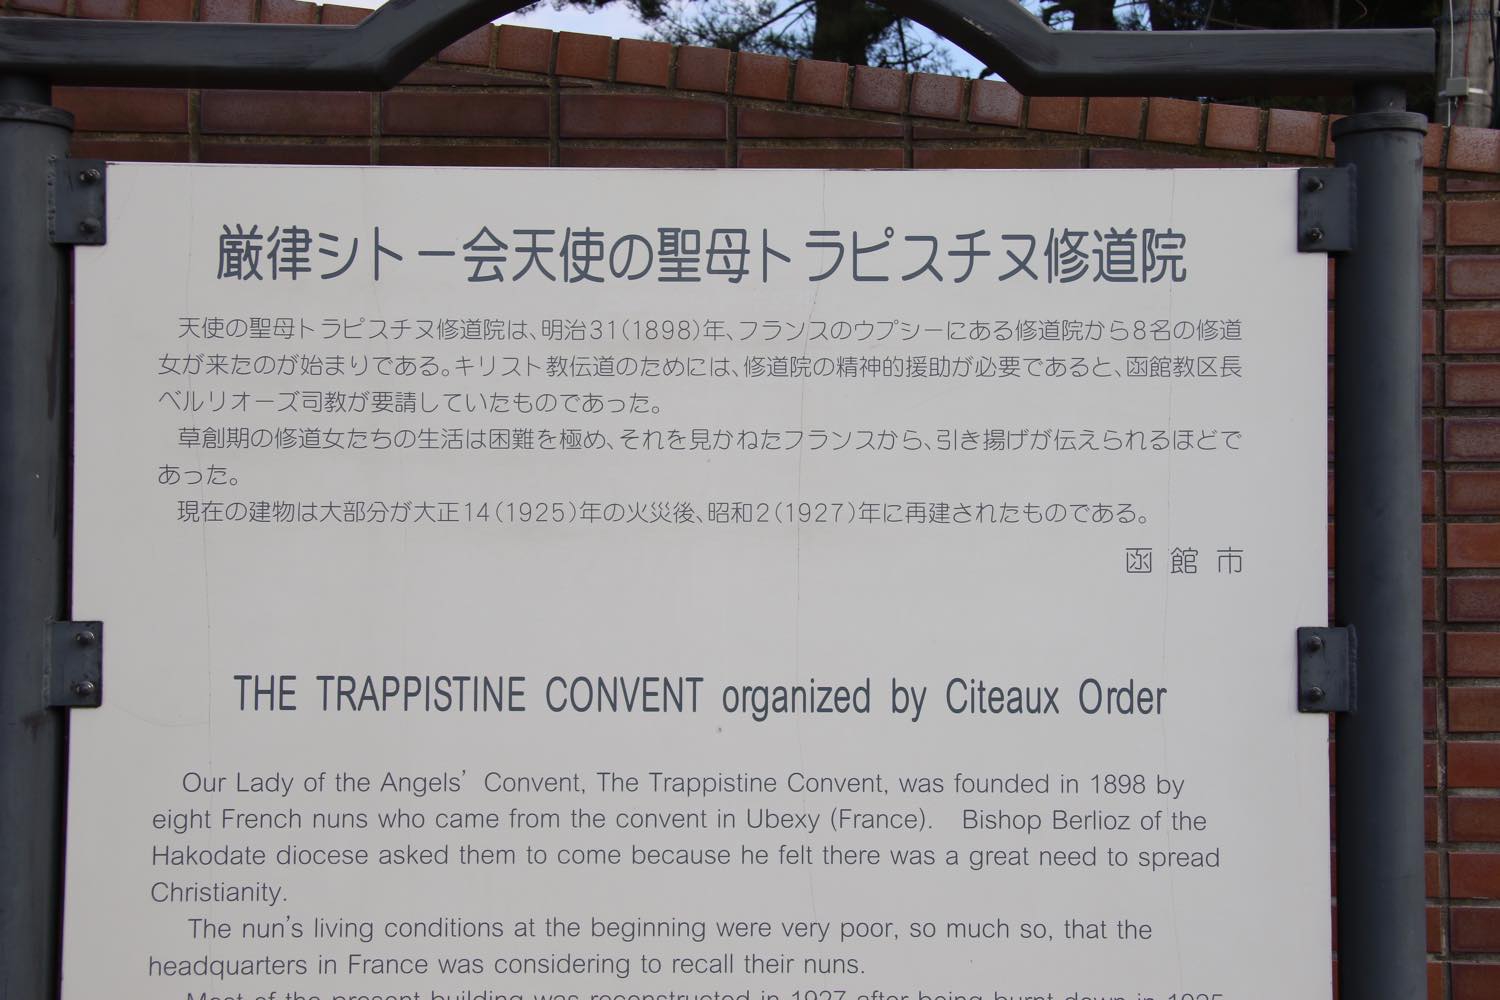 厳律シトー会天使の聖母トラピスチヌ修道院
天使の聖母トラピスチヌ修道院は、明治31(1898)年、フランスのウプシーにある修道院から8名の修道
女が来たのが始まりである。キリスト教伝道のためには、修道院の精神的援助が必要であると、函館教区長
ベルリオーズ司教が要請していたものであった。
草創期の修道女たちの生活は困難を極め、それを見かねたフランスから、引き揚げが伝えられるほどで
あった。
現在の建物は大部分が大正14(1925)年の火災後、昭和2(1927)年に再建されたものである。
函館市
THE TRAPPISTINE CONVENT organized by Citeaux Order
Our Lady of the Angels' Convent, The Trappistine Convent, was founded in 1898 by
eight French nuns who came from the convent in Ubexy (France). Bishop Berlioz of the
Hakodate diocese asked them to come because he felt there was a great need to spread
Christianity.
The nun's living conditions at the beginning were very poor, so much so, that the
headquarters in France was considering to recall their nuns.
Most of the present building was reconstructed in 1927 after being burnt down in 1925